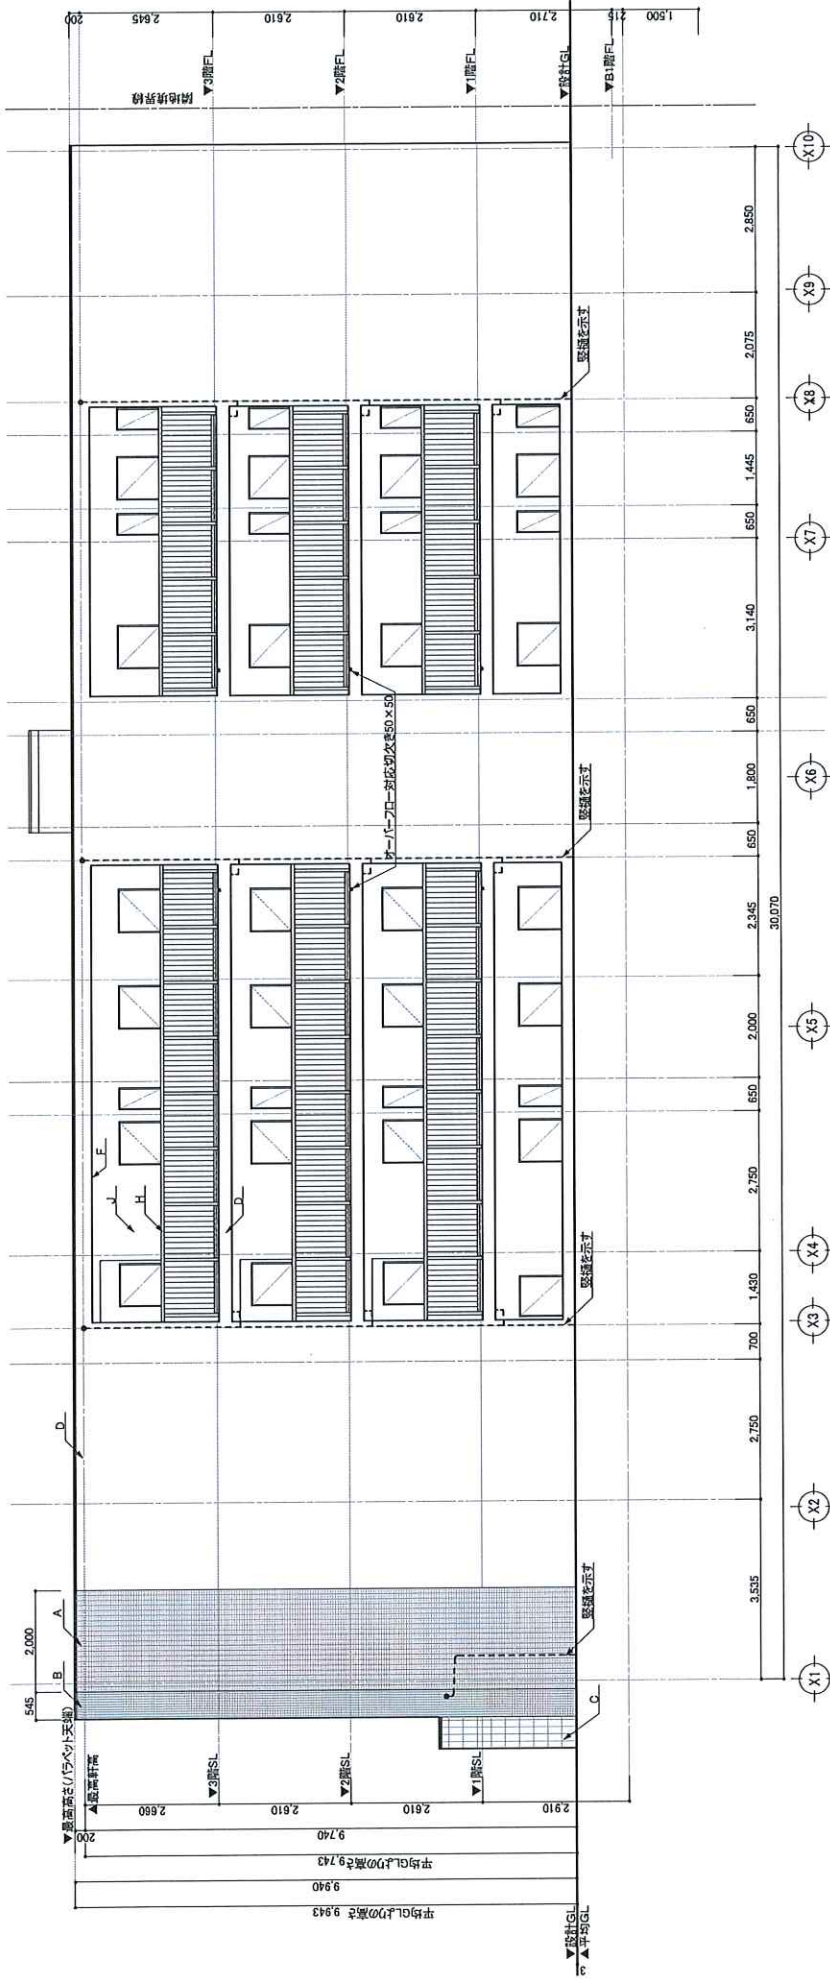 ▼最高高さ(パラペット天端)
▲最高軒高
▼3階SL
▼2階SL
▼1階SL
▼設計GL
▲平均GL
3
200
2,660
2,610
2,610
2,910
9,740
平均GLよりの高さ 9,743
9,940
平均GLよりの高さ 9,943
545
2,000
B
A
C
D
F
J
H
D
竪樋を示す
竪樋を示す
竪樋を示す
竪樋を示す
オーバーフロー対応切欠き50×50
隣地境界線
200
2,645
2,610
2,610
2,710
215
1,500
▼3階FL
▼2階FL
▼1階FL
▼設計GL
▼B1階FL
3,535
2,750
700
1,430
2,750
650
2,000
2,345
650
1,800
650
3,140
650
1,445
650
2,075
2,850
30,070
X1
X2
X3
X4
X5
X6
X7
X8
X9
X10